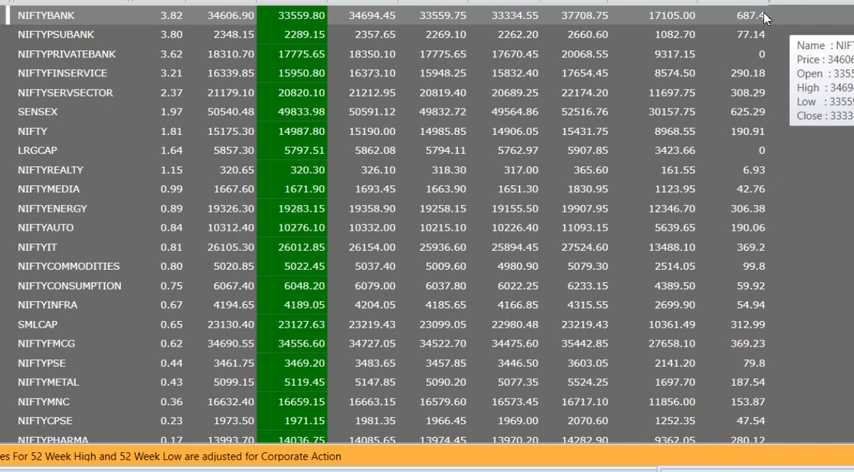 NIFTYBANK 3.82 34606.90 33559.80 34694.45 33559.75 33334.55 37708.75 17105.00 687.4
NIFTYPSUBANK 3.80 2348.15 2289.15 2357.65 2269.10 2262.20 2660.60 1082.70 77.14
NIFTYPRIVATEBANK 3.62 18310.70 17775.65 18350.10 17775.65 17670.45 20068.55 9317.15 0
NIFTYFINSERVICE 3.21 16339.85 15950.80 16373.10 15948.25 15832.40 17654.45 8574.50 290.18
NIFTYSERVSECTOR 2.37 21179.10 20820.10 21212.95 20819.40 20689.25 22174.20 11697.75 308.29
SENSEX 1.97 50540.48 49833.98 50591.12 49832.72 49564.86 52516.76 30157.75 625.29
NIFTY 1.81 15175.30 14987.80 15190.00 14985.85 14906.05 15431.75 8968.55 190.91
LRGCAP 1.64 5857.30 5797.51 5862.08 5794.11 5762.97 5907.85 3423.66 0
NIFTYREALTY 1.15 320.65 320.30 326.10 318.30 317.00 365.60 161.55 6.93
NIFTYMEDIA 0.99 1667.60 1671.90 1693.45 1663.90 1651.30 1830.95 1123.95 42.76
NIFTYENERGY 0.89 19326.30 19283.15 19358.90 19258.15 19155.50 19907.95 12346.70 306.38
NIFTYAUTO 0.84 10312.40 10276.10 10332.00 10215.10 10226.40 11093.15 5639.65 190.06
NIFTYIT 0.81 26105.30 26012.85 26154.00 25936.60 25894.45 27524.60 13488.10 369.2
NIFTYCOMMODITIES 0.80 5020.85 5022.45 5037.40 5009.60 4980.90 5079.30 2514.05 99.8
NIFTYCONSUMPTION 0.75 6067.40 6048.20 6079.00 6037.80 6022.25 6233.15 4389.50 59.92
NIFTYINFRA 0.67 4194.65 4189.05 4204.05 4185.65 4166.85 4315.55 2699.90 54.94
SMLCAP 0.65 23130.40 23127.63 23219.43 23099.05 22980.48 23219.43 10361.49 312.99
NIFTYFMCG 0.62 34690.55 34556.60 34727.05 34522.70 34475.60 35442.85 27658.10 369.23
NIFTYPSE 0.44 3461.75 3469.20 3483.65 3457.85 3446.50 3603.05 2141.20 79.8
NIFTYMETAL 0.43 5099.15 5119.45 5147.85 5090.20 5077.35 5524.25 1697.70 187.54
NIFTYMNC 0.36 16632.40 16659.15 16663.15 16579.60 16573.45 16717.10 11856.00 153.87
NIFTYCPSE 0.23 1973.50 1971.15 1981.35 1966.45 1969.00 2070.60 1252.35 47.54
NIFTYPHARMA 0.17 13993.70 14036.75 14085.65 13974.45 13970.20 14282.90 9362.05 280.12
Name : NIF
Price : 34606
Open : 3355
High : 3469
Low : 3355
Close : 3333
es For 52 Week High and 52 Week Low are adjusted for Corporate Action